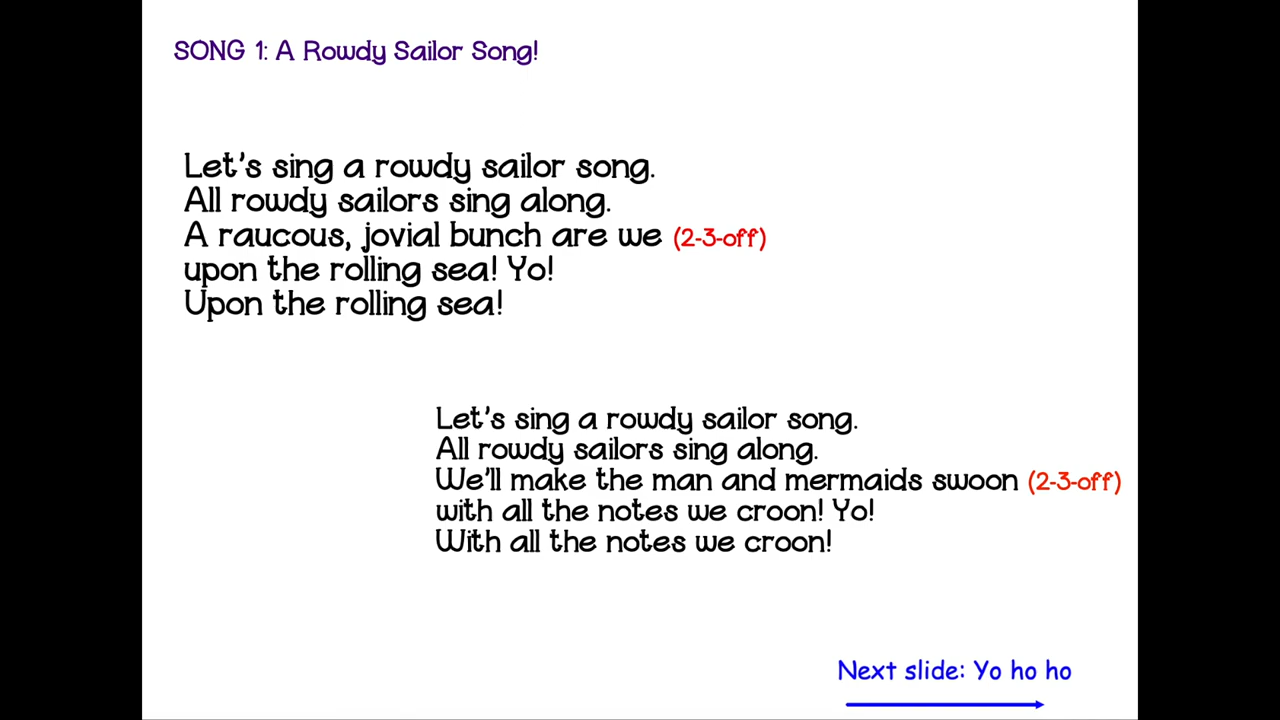 SONG 1: A Rowdy Sailor Song!
Let's sing a rowdy sailor song.
All rowdy sailors sing along.
A raucous, jovial bunch are we (2-3-off)
upon the rolling sea! Yo!
Upon the rolling sea!
Let's sing a rowdy sailor song.
All rowdy sailors sing along.
We'll make the man and mermaids swoon (2-3-off)
with all the notes we croon! Yo!
With all the notes we croon!
Next slide: Yo ho ho